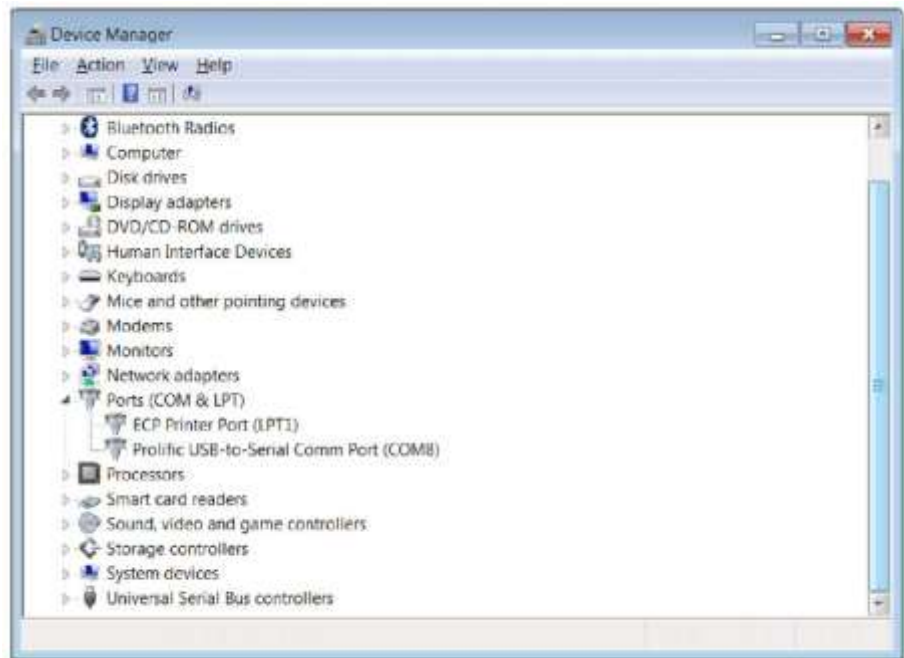 Device Manager
File Action View Help
Bluetooth Radios
Computer
Disk drives
Display adapters
DVD/CD-ROM drives
Human Interface Devices
Keyboards
Mice and other pointing devices
Modems
Monitors
Network adapters
Ports (COM & LPT)
ECP Printer Port (LPT1)
Prolific USB-to-Serial Comm Port (COM8)
Processors
Smart card readers
Sound, video and game controllers
Storage controllers
System devices
Universal Serial Bus controllers